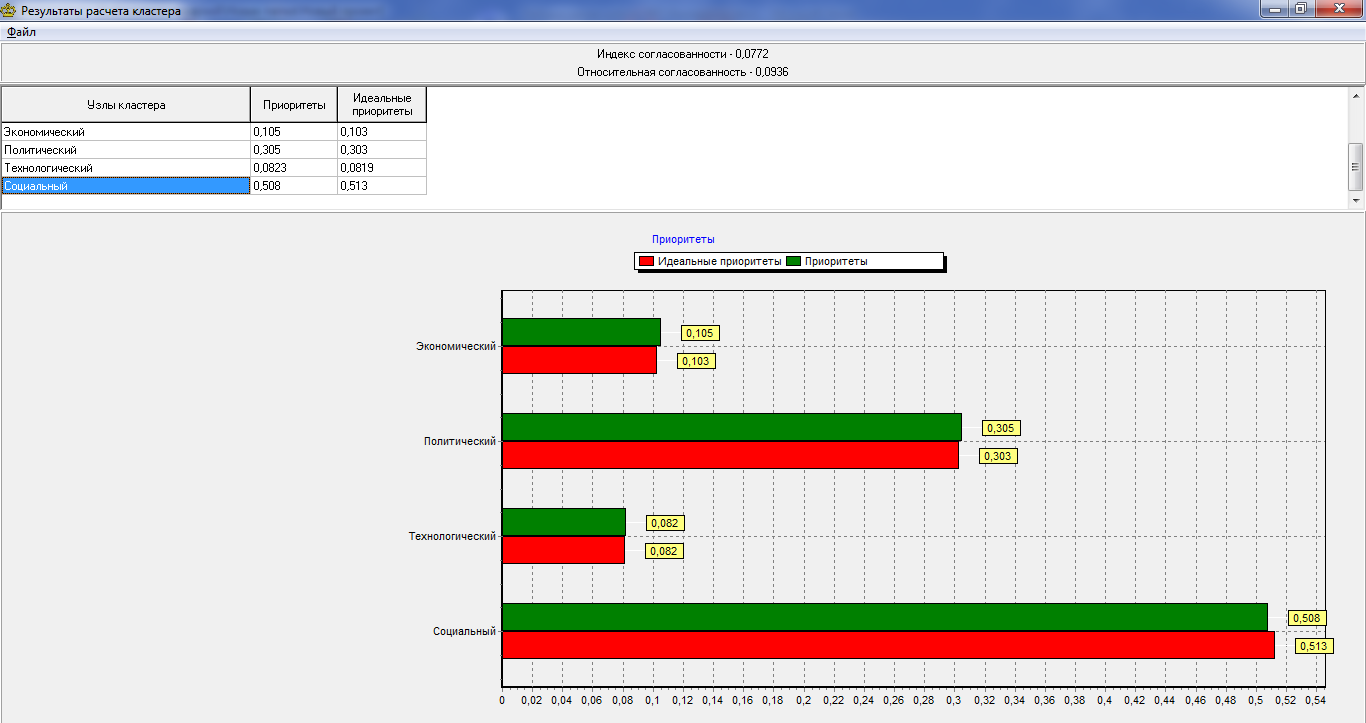 Результаты расчета кластера
Файл
Индекс согласованности - 0,0772
Относительная согласованность - 0,0936
Узлы кластера Приоритеты Идеальные приоритеты
Экономический 0,105 0,103
Политический 0,305 0,303
Технологический 0,0823 0,0819
Социальный 0,508 0,513
Приоритеты
Идеальные приоритеты Приоритеты
0,105
Экономический
0,103
0,305
Политический
0,303
0,082
Технологический
0,082
0,508
Социальный
0,513
0 0,02 0,04 0,06 0,08 0,1 0,12 0,14 0,16 0,18 0,2 0,22 0,24 0,26 0,28 0,3 0,32 0,34 0,36 0,38 0,4 0,42 0,44 0,46 0,48 0,5 0,52 0,54